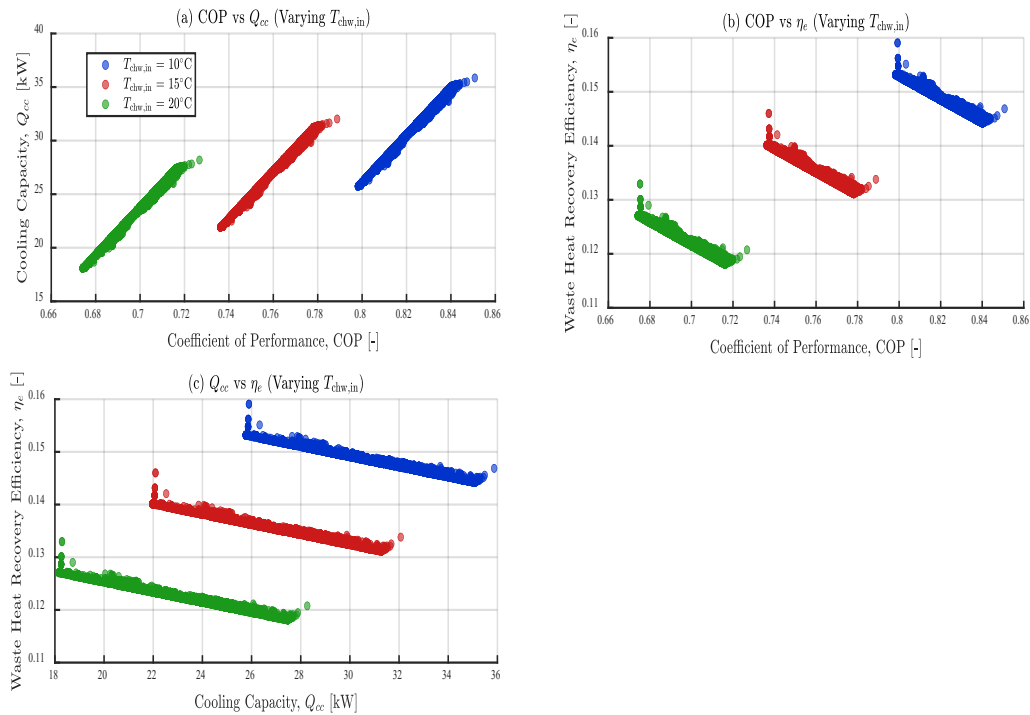 (a) COP vs Q_cc (Varying T_chw,in)
Cooling Capacity, Q_cc [kW]
40
35
30
25
20
15
T_chw,in = 10°C
T_chw,in = 15°C
T_chw,in = 20°C
0.66 0.68 0.7 0.72 0.74 0.76 0.78 0.8 0.82 0.84 0.86
Coefficient of Performance, COP [-]
(b) COP vs η_e (Varying T_chw,in)
Waste Heat Recovery Efficiency, η_e [-]
0.16
0.15
0.14
0.13
0.12
0.11
0.66 0.68 0.7 0.72 0.74 0.76 0.78 0.8 0.82 0.84 0.86
Coefficient of Performance, COP [-]
(c) Q_cc vs η_e (Varying T_chw,in)
Waste Heat Recovery Efficiency, η_e [-]
0.16
0.15
0.14
0.13
0.12
0.11
18 20 22 24 26 28 30 32 34 36
Cooling Capacity, Q_cc [kW]